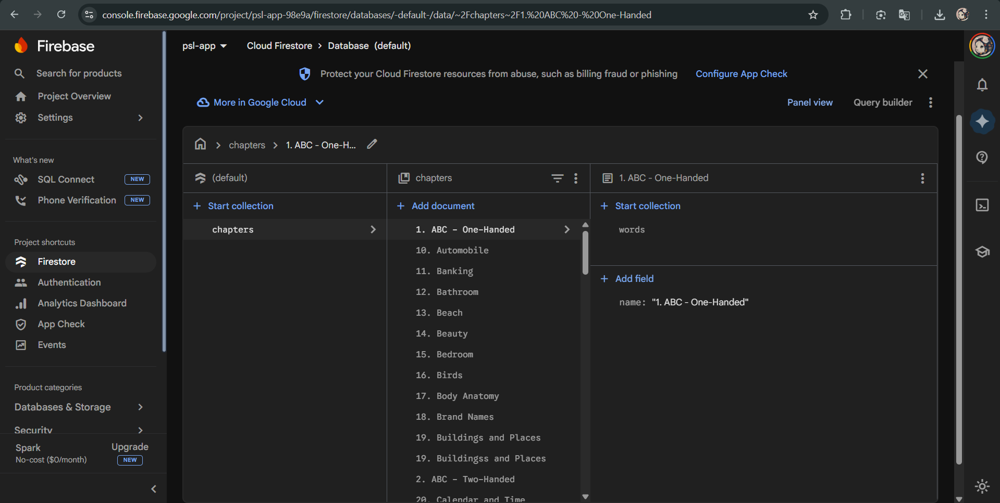 console.firebase.google.com/project/psl-app-98e9a/firestore/databases/-default-/data/~2Fchapters~2F1.%20ABC%20-%20One-Handed
Firebase
Search for products
Project Overview
Settings
What's new
SQL Connect NEW
Phone Verification NEW
Project shortcuts
Firestore
Authentication
Analytics Dashboard
App Check
Events
Product categories
Databases & Storage
Security
Spark
No-cost ($0/month)
Upgrade
NEW
psl-app
Cloud Firestore > Database (default)
Protect your Cloud Firestore resources from abuse, such as billing fraud or phishing Configure App Check
More in Google Cloud
Panel view Query builder
chapters > 1. ABC - One-H...
(default)
Start collection
chapters
chapters
Add document
1. ABC - One-Handed
10. Automobile
11. Banking
12. Bathroom
13. Beach
14. Beauty
15. Bedroom
16. Birds
17. Body Anatomy
18. Brand Names
19. Buildings and Places
19. Buildingss and Places
2. ABC - Two-Handed
20. Calendar and Time
1. ABC - One-Handed
Start collection
words
Add field
name: "1. ABC - One-Handed"